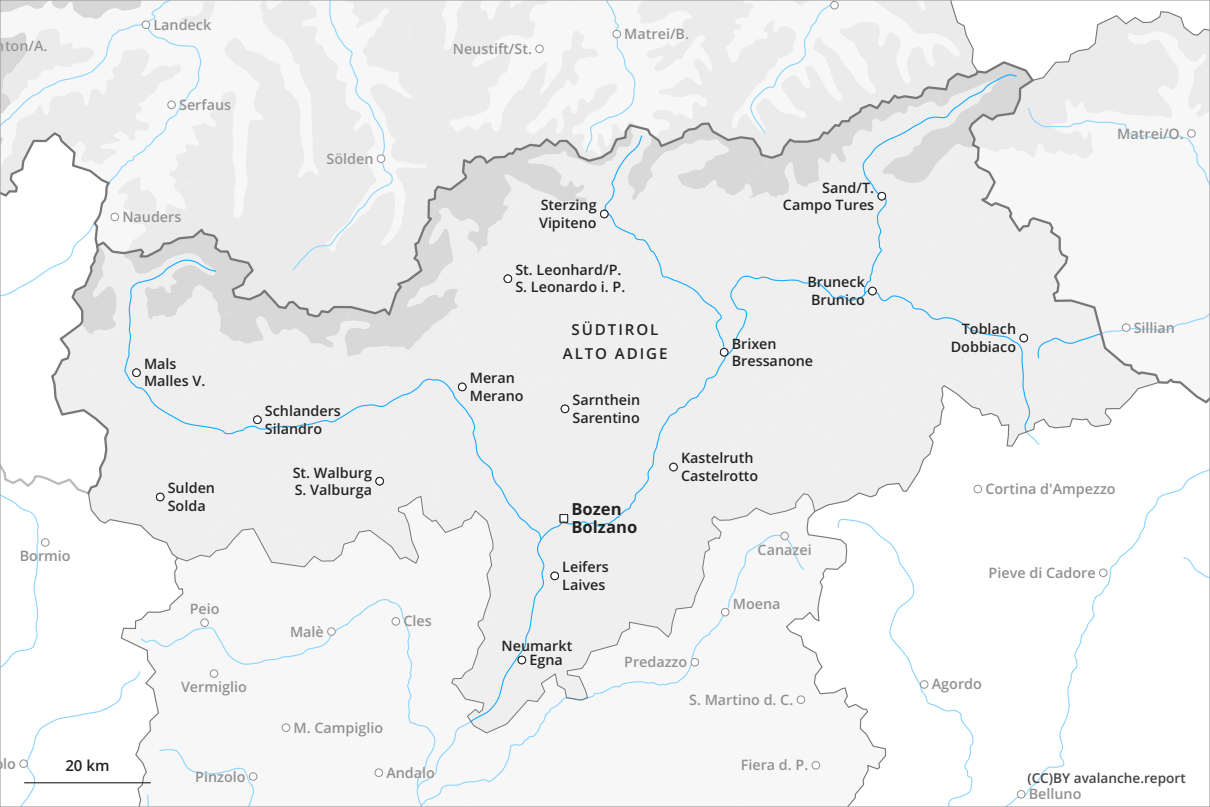 Landeck
Matrei/B.
nton/A.
Neustift/St.
Serfaus
Matrei/O.
Sölden
Sand/T.
Campo Tures
Nauders
Sterzing
Vipiteno
St. Leonhard/P.
S. Leonardo i. P.
Bruneck
Brunico
SÜDTIROL
ALTO ADIGE
Toblach
Dobbiaco
Sillian
Brixen
Bressanone
Mals
Malles V.
Meran
Merano
Schlanders
Silandro
Sarnthein
Sarentino
Kastelruth
Castelrotto
St. Walburg
S. Valburga
Sulden
Solda
Cortina d'Ampezzo
Bozen
Bolzano
Bormio
Canazei
Leifers
Laives
Pieve di Cadore
Peio
Moena
Malè
Cles
Neumarkt
Egna
Predazzo
Vermiglio
Agordo
S. Martino d. C.
M. Campiglio
olo
20 km
Pinzolo
Andalo
Fiera d. P.
(CC)BY avalanche.report
Belluno